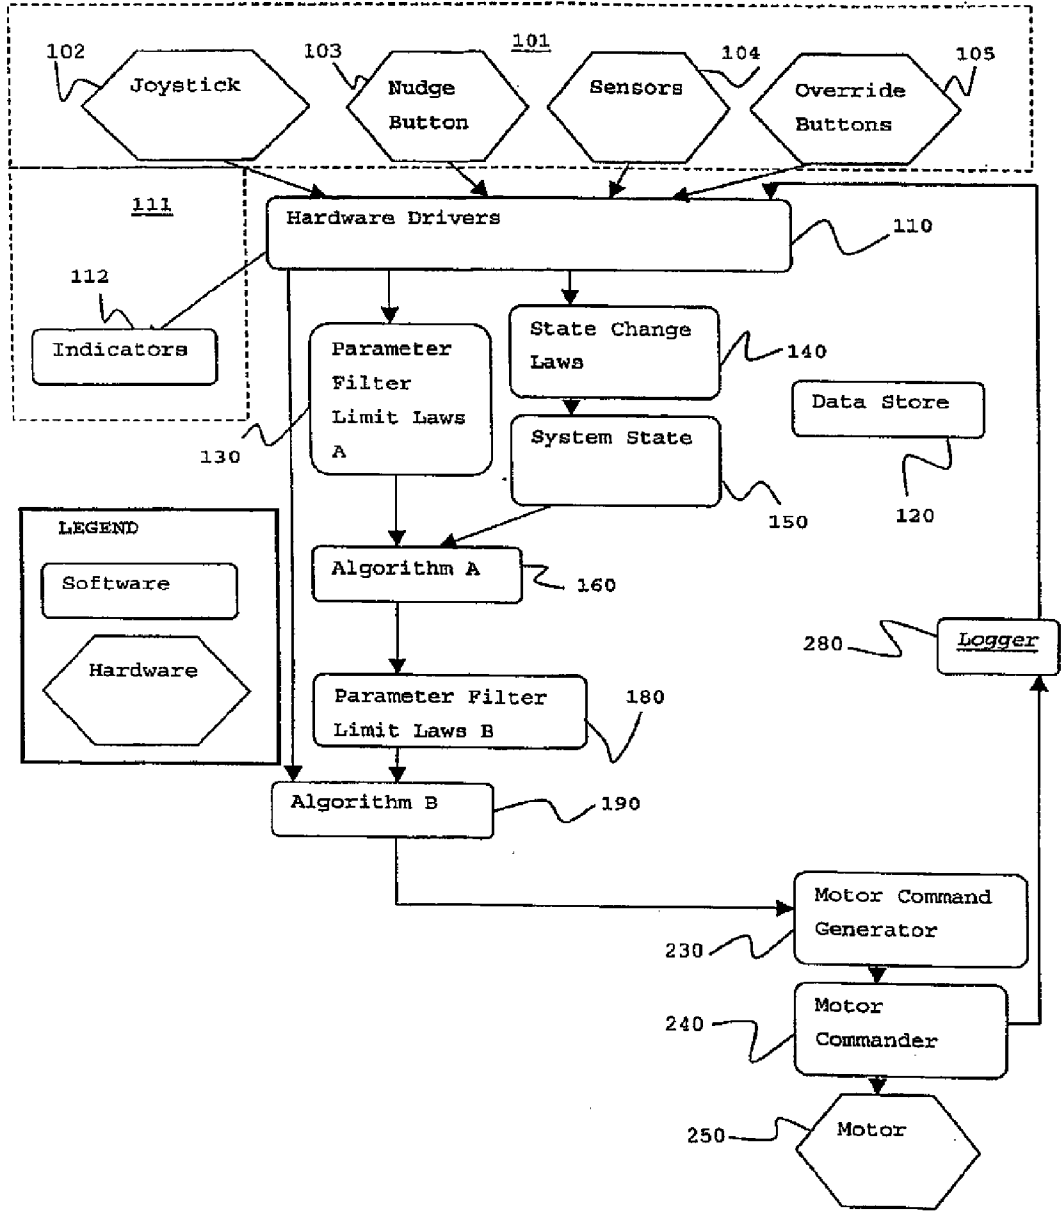 101
102
Joystick
103
Nudge
Button
Sensors
104
Override
Buttons
105
111
Hardware Drivers
110
112
Indicators
Parameter
Filter
Limit Laws
A
130
State Change
Laws
140
Data Store
120
System State
150
LEGEND
Software
Hardware
Algorithm A
160
280
Logger
Parameter Filter
Limit Laws B
180
Algorithm B
190
Motor Command
Generator
230
Motor
Commander
240
Motor
250